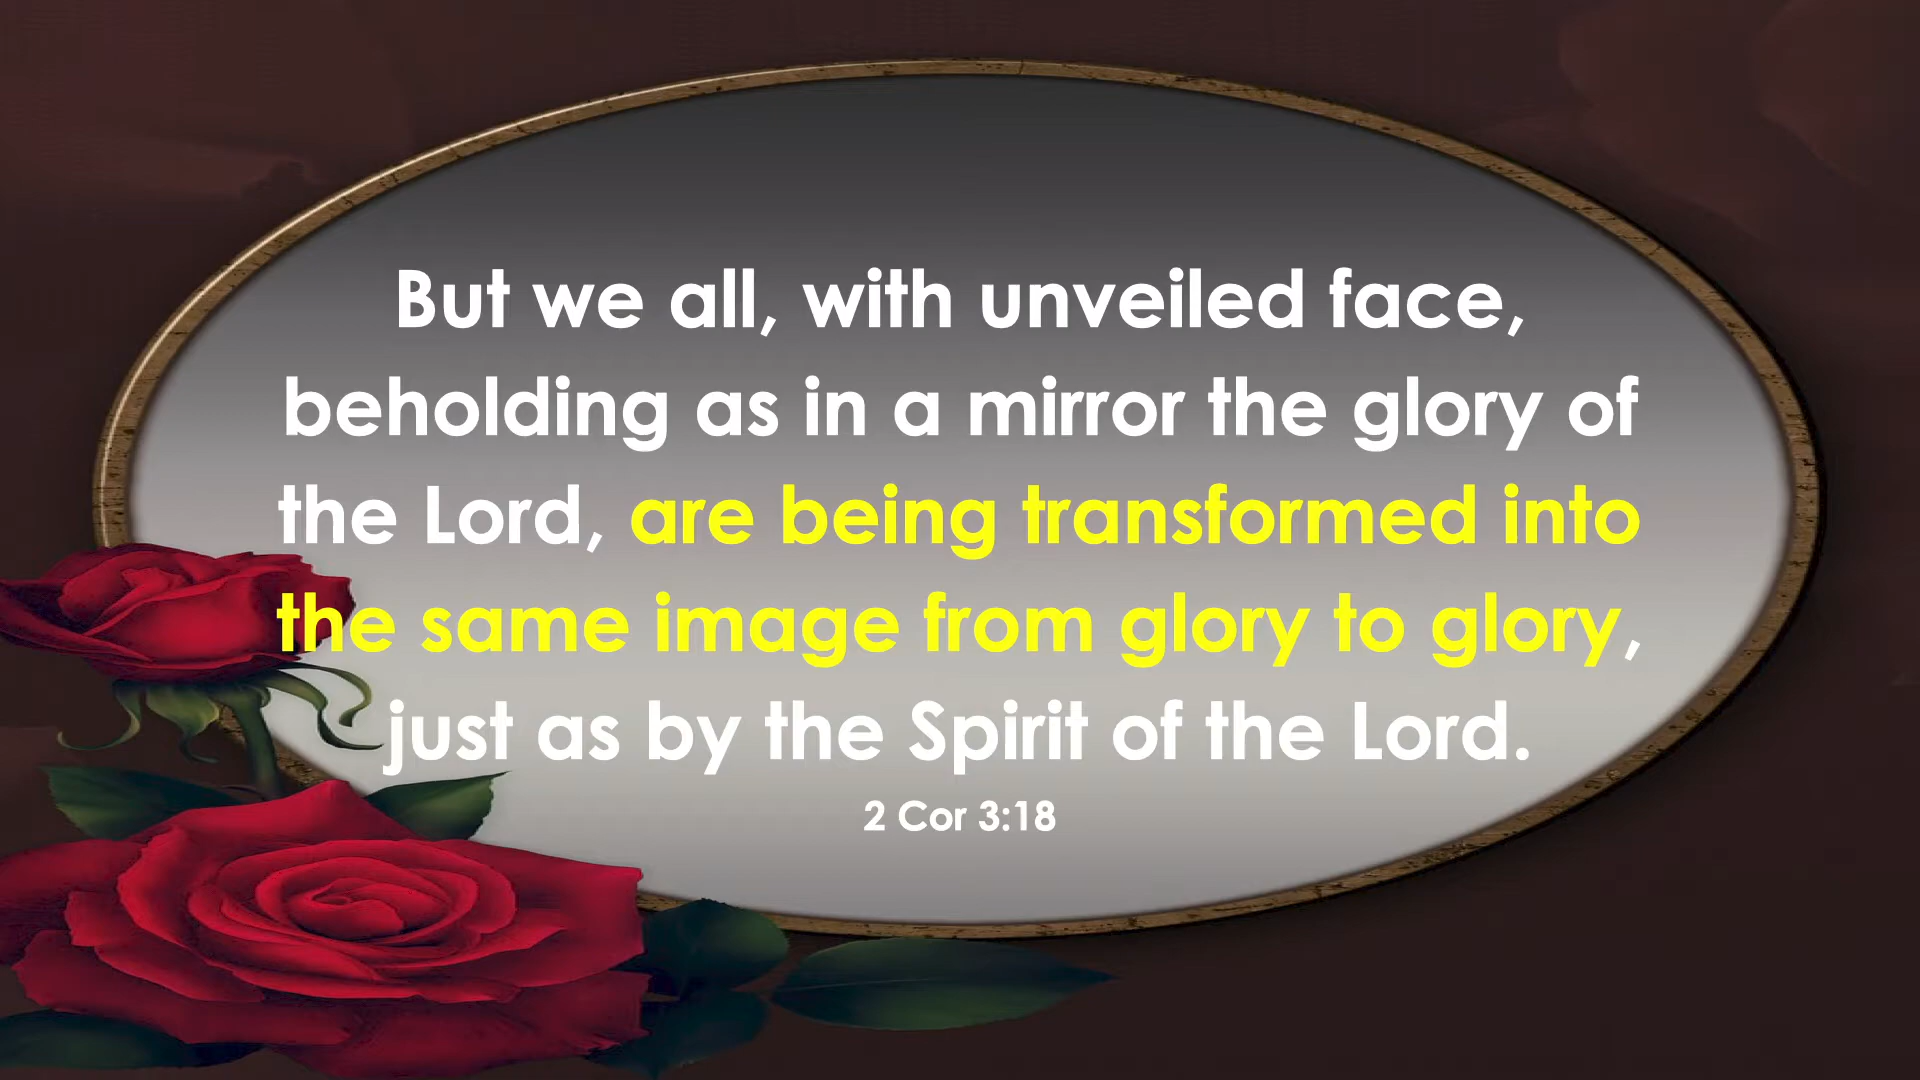 But we all, with unveiled face,
beholding as in a mirror the glory of
the Lord, are being transformed into
the same image from glory to glory,
just as by the Spirit of the Lord.
2 Cor 3:18